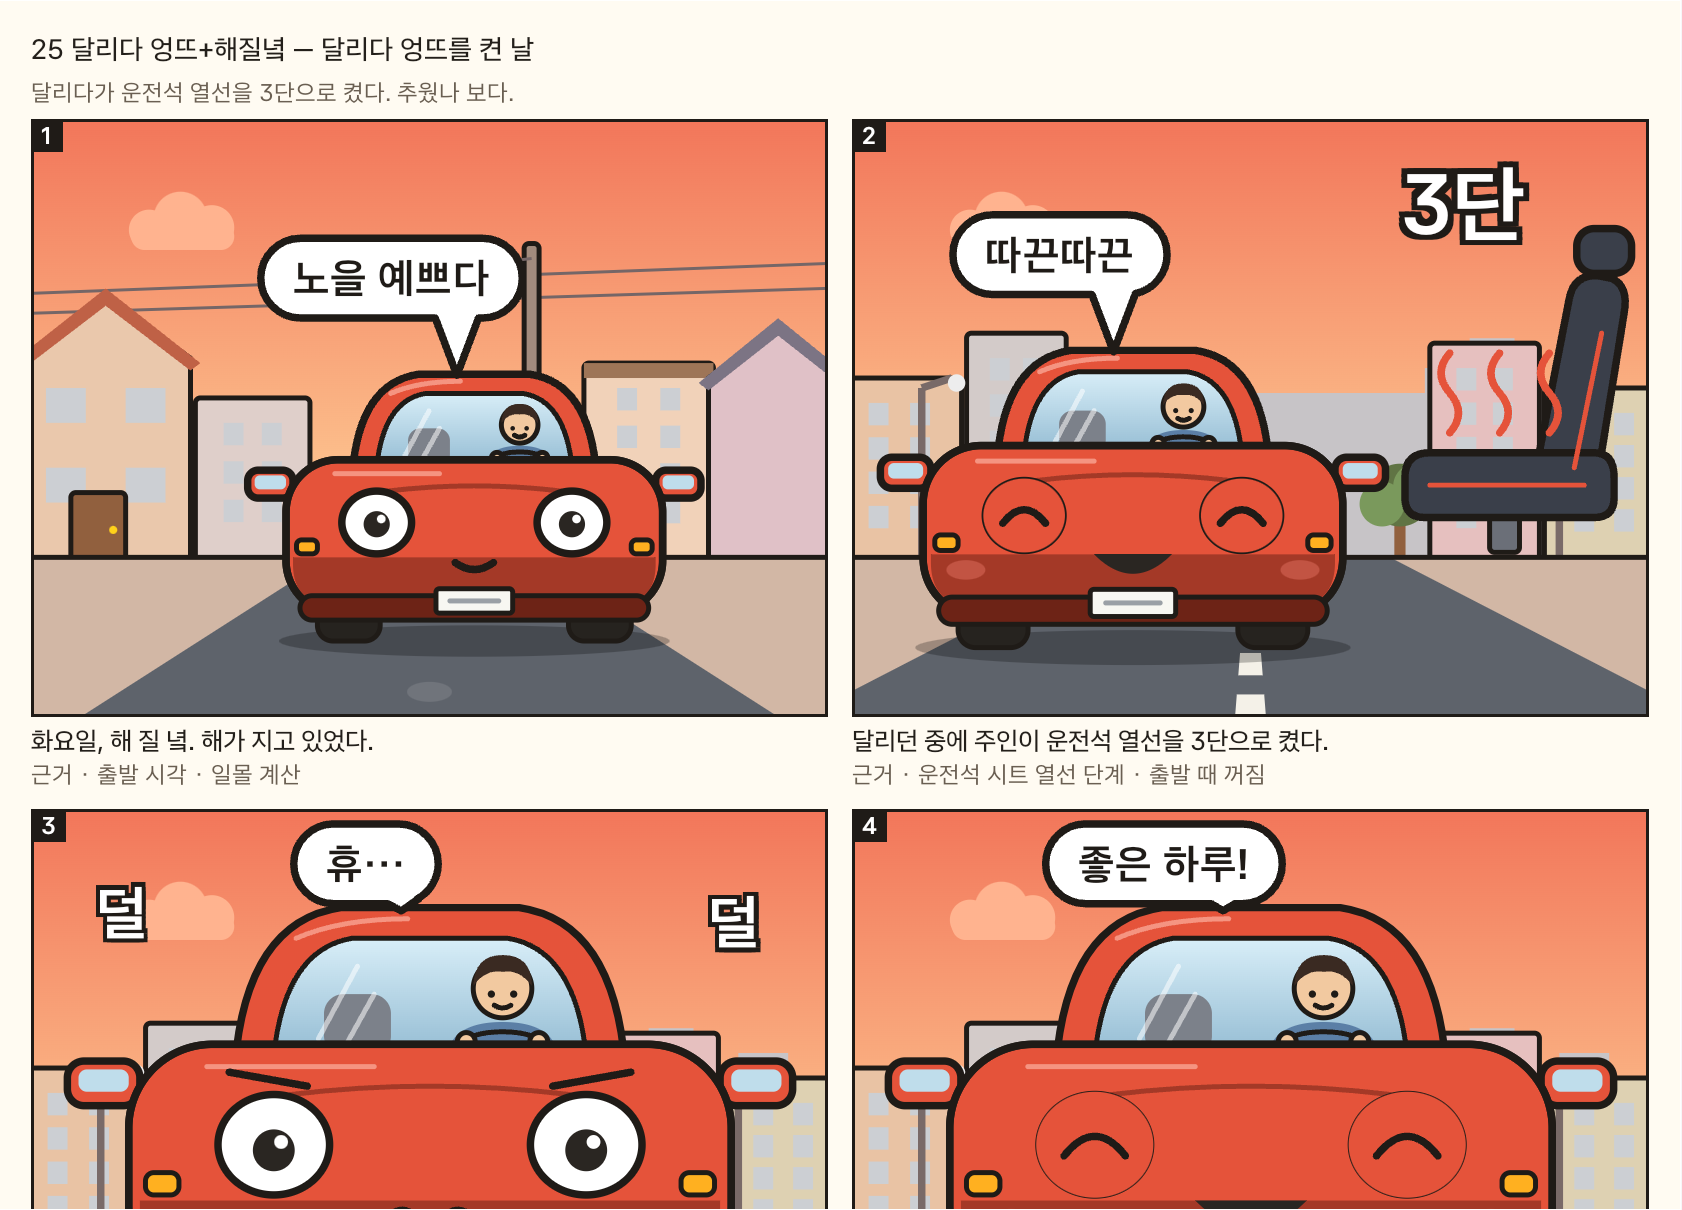 25 달리다 엉뜨+해질녘 — 달리다 엉뜨를 켠 날
달리다가 운전석 열선을 3단으로 켰다. 추웠나 보다.
1
노을 예쁘다
화요일, 해 질 녘. 해가 지고 있었다.
근거 · 출발 시각 · 일몰 계산
2
3단
따끈따끈
달리던 중에 주인이 운전석 열선을 3단으로 켰다.
근거 · 운전석 시트 열선 단계 · 출발 때 꺼짐
3
휴…
덜
덜
4
좋은 하루!